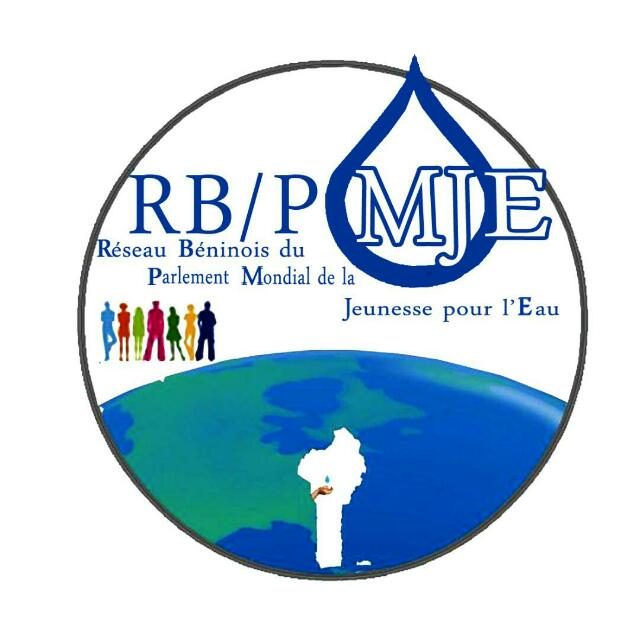 RB/PMJE
Réseau Béninois du
Parlement Mondial de la
Jeunesse pour l'Eau